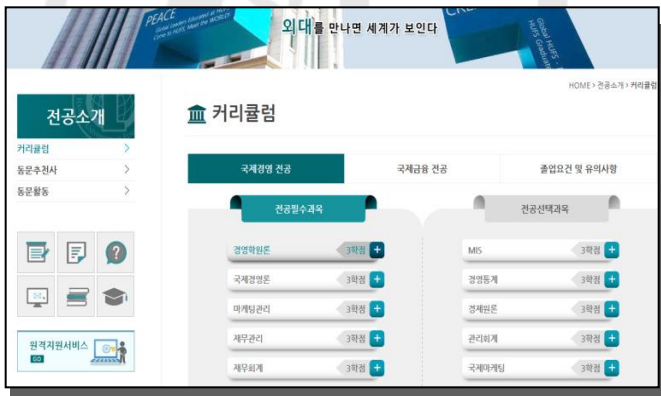 PEACE
외대를 만나면 세계가 보인다
HOME > 전공소개 > 커리큘럼
전공소개
커리큘럼
동문추천사
동문활동
원격지원서비스
GO
커리큘럼
국제경영 전공
국제금융 전공
졸업요건 및 유의사항
전공필수과목
경영학원론 3학점 +
국제경영론 3학점 +
마케팅관리 3학점 +
재무관리 3학점 +
재무회계 3학점 +
전공선택과목
MIS 3학점 +
경영통계 3학점 +
경제원론 3학점 +
관리회계 3학점 +
국제마케팅 3학점 +